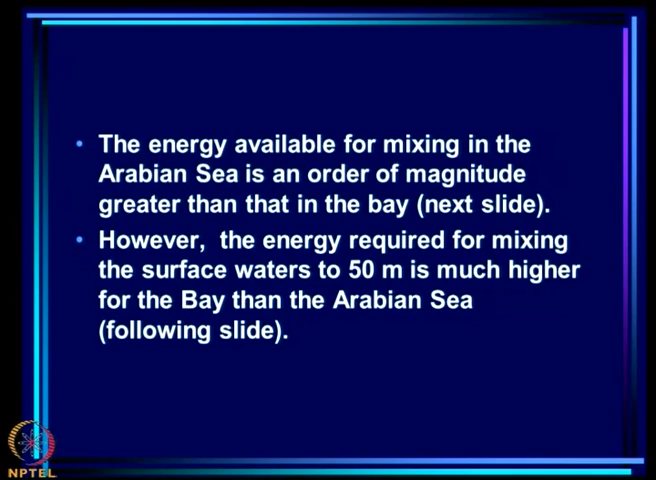 • The energy available for mixing in the
Arabian Sea is an order of magnitude
greater than that in the bay (next slide).
• However,  the energy required for mixing
the surface waters to 50 m is much higher
for the Bay than the Arabian Sea
(following slide).
NPTEL